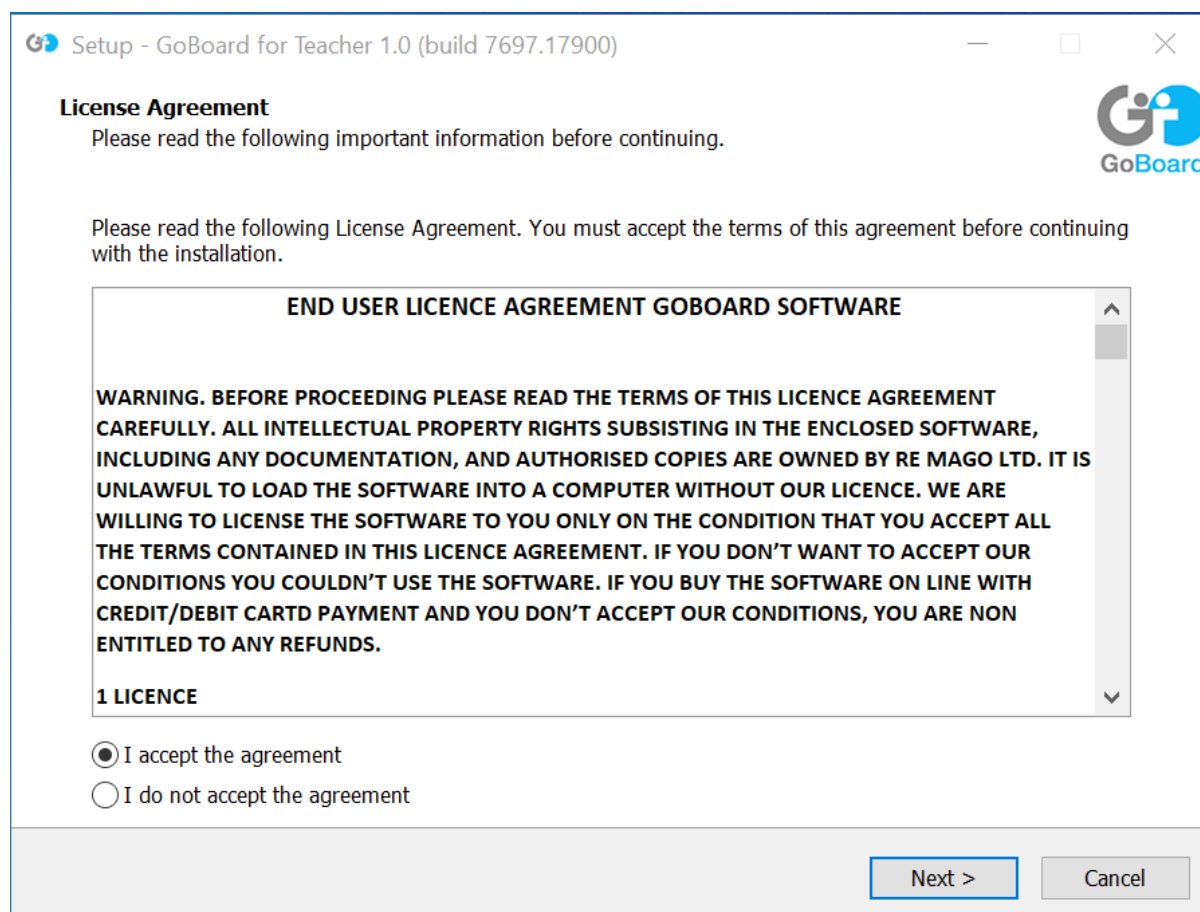 Setup - GoBoard for Teacher 1.0 (build 7697.17900)
License Agreement
Please read the following important information before continuing.
GoBoard
Please read the following License Agreement. You must accept the terms of this agreement before continuing
with the installation.
END USER LICENCE AGREEMENT GOBOARD SOFTWARE
WARNING. BEFORE PROCEEDING PLEASE READ THE TERMS OF THIS LICENCE AGREEMENT
CAREFULLY. ALL INTELLECTUAL PROPERTY RIGHTS SUBSISTING IN THE ENCLOSED SOFTWARE,
INCLUDING ANY DOCUMENTATION, AND AUTHORISED COPIES ARE OWNED BY RE MAGO LTD. IT IS
UNLAWFUL TO LOAD THE SOFTWARE INTO A COMPUTER WITHOUT OUR LICENCE. WE ARE
WILLING TO LICENSE THE SOFTWARE TO YOU ONLY ON THE CONDITION THAT YOU ACCEPT ALL
THE TERMS CONTAINED IN THIS LICENCE AGREEMENT. IF YOU DON’T WANT TO ACCEPT OUR
CONDITIONS YOU COULDN’T USE THE SOFTWARE. IF YOU BUY THE SOFTWARE ON LINE WITH
CREDIT/DEBIT CARTD PAYMENT AND YOU DON’T ACCEPT OUR CONDITIONS, YOU ARE NON
ENTITLED TO ANY REFUNDS.
1 LICENCE
I accept the agreement
I do not accept the agreement
Next >
Cancel